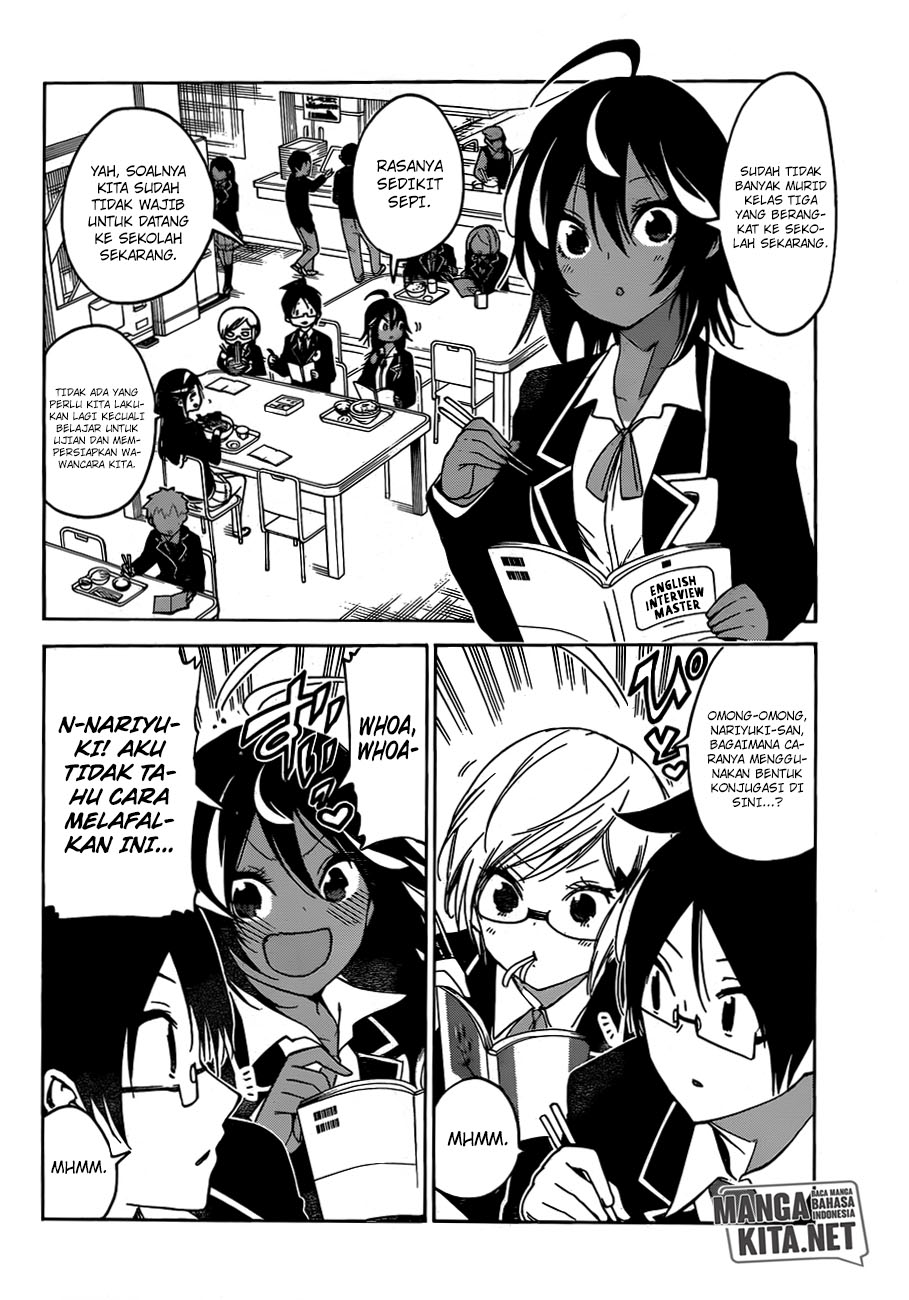 SUDAH TIDAK
BANYAK MURID
KELAS TIGA
YANG BERANG-
KAT KE SEKO-
LAH SEKARANG.
RASANYA
SEDIKIT
SEPI.
YAH, SOALNYA
KITA SUDAH
TIDAK WAJIB
UNTUK DATANG
KE SEKOLAH
SEKARANG.
TIDAK ADA YANG
PERLU KITA LAKU-
KAN LAGI KECUALI
BELAJAR UNTUK
UJIAN DAN MEM-
PERSIAPKAN WA-
WANCARA KITA.
ENGLISH
INTERVIEW
MASTER
OMONG-OMONG,
NARIYUKI-SAN,
BAGAIMANA CA-
RANYA MENGGU-
NAKAN BENTUK
KONJUGASI DI
SINI...?
ぴとっ
MHMM.
WHOA,
WHOA-
N-NARIYU-
KI! AKU
TIDAK TA-
HU CARA
MELAFAL-
KAN INI...
MHMM.
MANGA
BACA MANGA
BAHASA
INDONESIA
KITA.NET